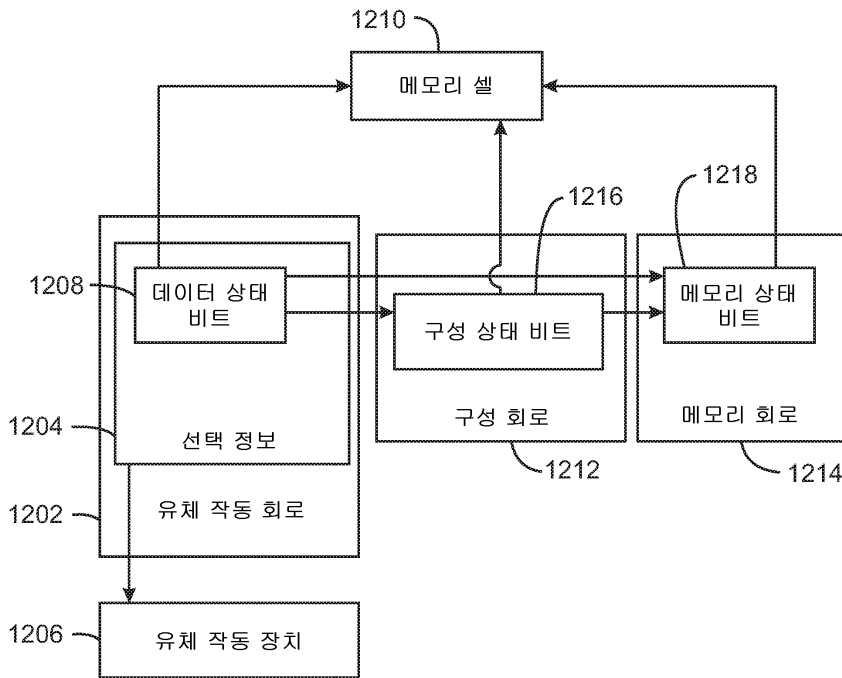 1210
메모리 셀
1216
1218
1208
데이터 상태
비트
구성 상태 비트
메모리 상태
비트
1204
선택 정보
구성 회로
메모리 회로
1212
1214
1202
유체 작동 회로
1206
유체 작동 장치